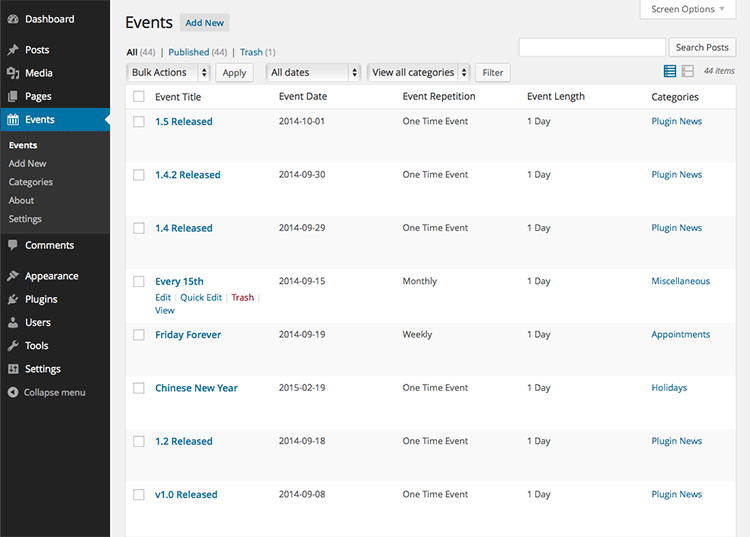 Dashboard
Posts
Media
Pages
Events
Events
Add New
Categories
About
Settings
Comments
Appearance
Plugins
Users
Tools
Settings
Collapse menu
Screen Options ▼
Events Add New
All (44) | Published (44) | Trash (1)
Search Posts
Bulk Actions Apply All dates View all categories Filter 44 items
Event Title Event Date Event Repetition Event Length Categories
1.5 Released 2014-10-01 One Time Event 1 Day Plugin News
1.4.2 Released 2014-09-30 One Time Event 1 Day Plugin News
1.4 Released 2014-09-29 One Time Event 1 Day Plugin News
Every 15th 2014-09-15 Monthly 1 Day Miscellaneous
Edit | Quick Edit | Trash |
View
Friday Forever 2014-09-19 Weekly 1 Day Appointments
Chinese New Year 2015-02-19 One Time Event 1 Day Holidays
1.2 Released 2014-09-18 One Time Event 1 Day Plugin News
v1.0 Released 2014-09-08 One Time Event 1 Day Plugin News